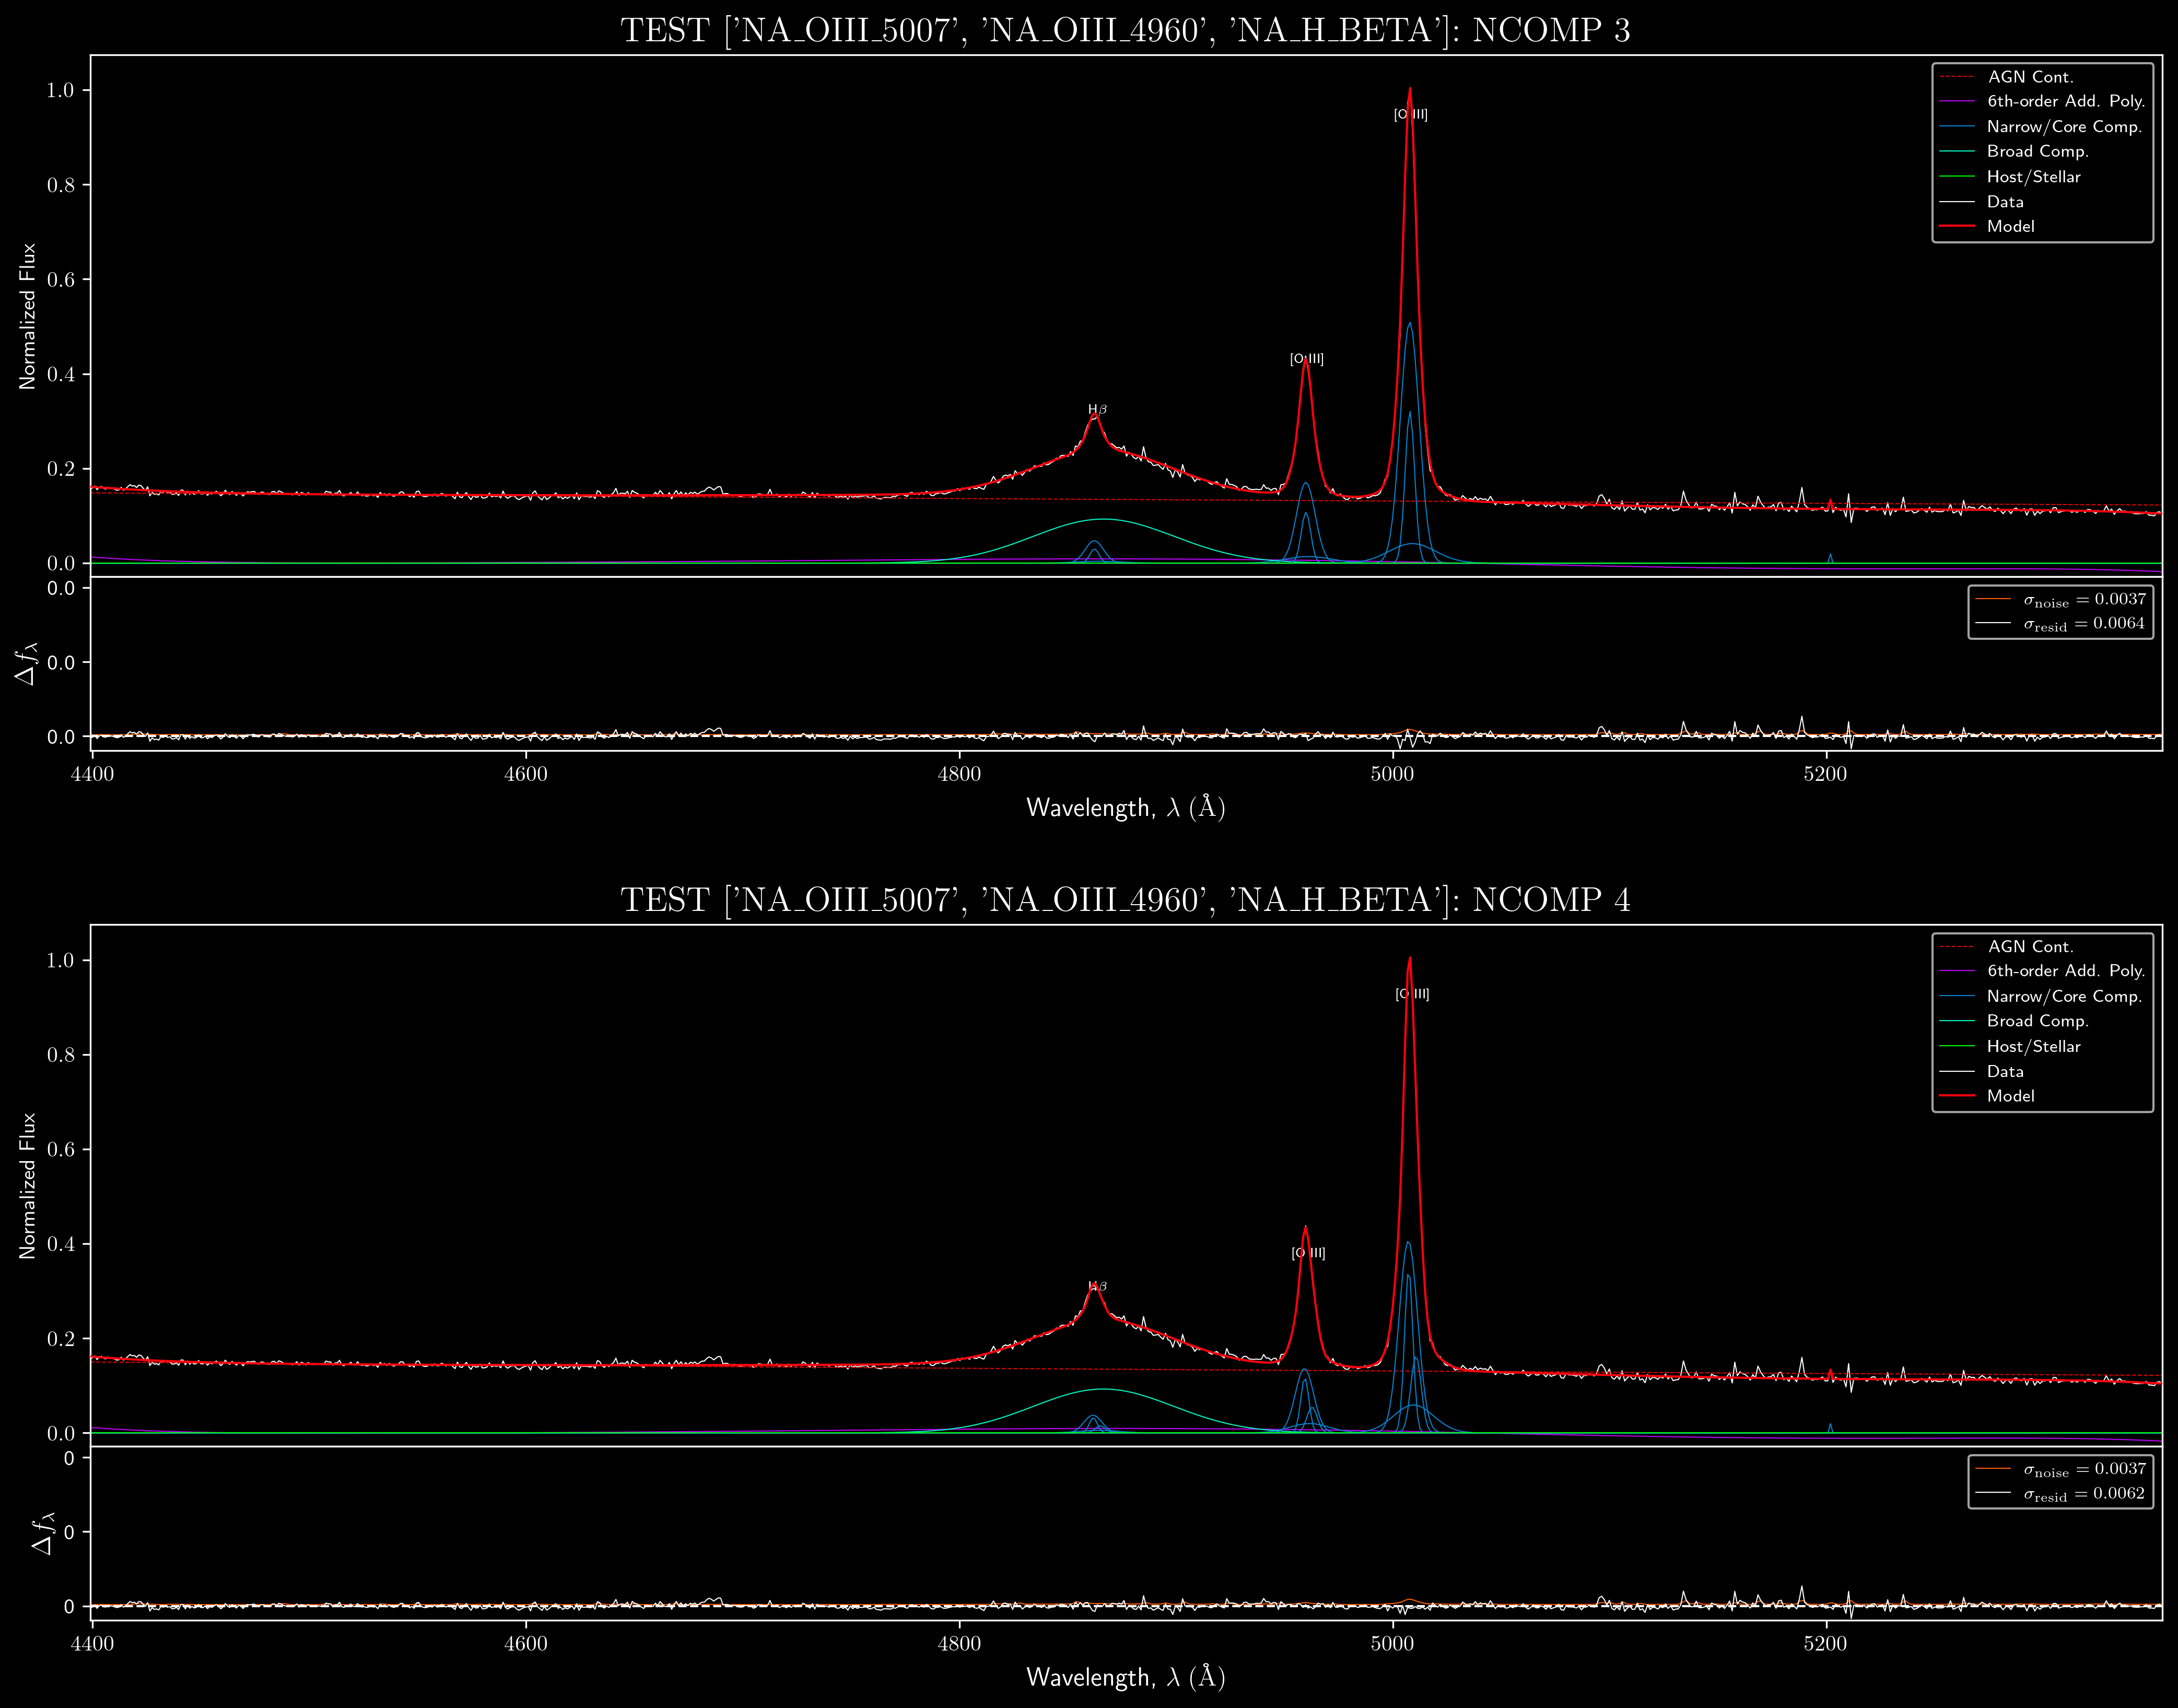 TEST ['NA_OIII_5007', 'NA_OIII_4960', 'NA_H_BETA']: NCOMP 3
1.0
0.8
0.6
0.4
0.2
0.0
Normalized Flux
[OIII]
[OIII]
Hβ
AGN Cont.
6th-order Add. Poly.
Narrow/Core Comp.
Broad Comp.
Host/Stellar
Data
Model
0.0
0.0
0.0
Δf_λ
σ_noise = 0.0037
σ_resid = 0.0064
4400 4600 4800 5000 5200
Wavelength, λ (Å)
TEST ['NA_OIII_5007', 'NA_OIII_4960', 'NA_H_BETA']: NCOMP 4
1.0
0.8
0.6
0.4
0.2
0.0
Normalized Flux
[OIII]
[OIII]
Hβ
AGN Cont.
6th-order Add. Poly.
Narrow/Core Comp.
Broad Comp.
Host/Stellar
Data
Model
0
0
0
Δf_λ
σ_noise = 0.0037
σ_resid = 0.0062
4400 4600 4800 5000 5200
Wavelength, λ (Å)